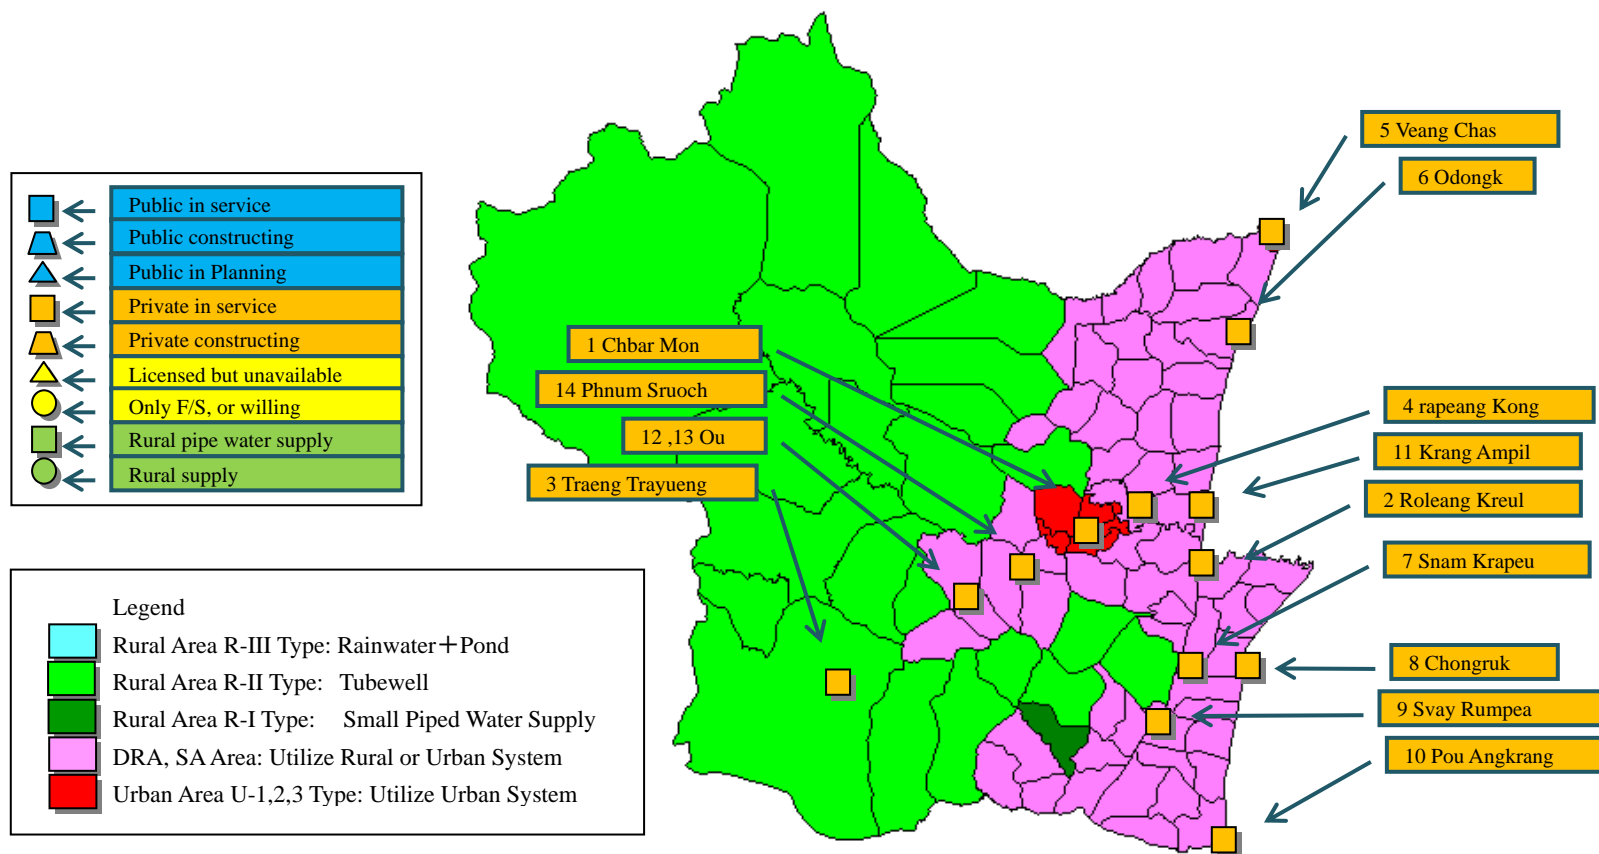 Public in service
Public constructing
Public in Planning
Private in service
Private constructing
Licensed but unavailable
Only F/S, or willing
Rural pipe water supply
Rural supply
Legend
Rural Area R-III Type: Rainwater＋Pond
Rural Area R-II Type: Tubewell
Rural Area R-I Type: Small Piped Water Supply
DRA, SA Area: Utilize Rural or Urban System
Urban Area U-1,2,3 Type: Utilize Urban System
1 Chbar Mon
14 Phnum Sruoch
12 ,13 Ou
3 Traeng Trayueng
5 Veang Chas
6 Odongk
4 rapeang Kong
11 Krang Ampil
2 Roleang Kreul
7 Snam Krapeu
8 Chongruk
9 Svay Rumpea
10 Pou Angkrang